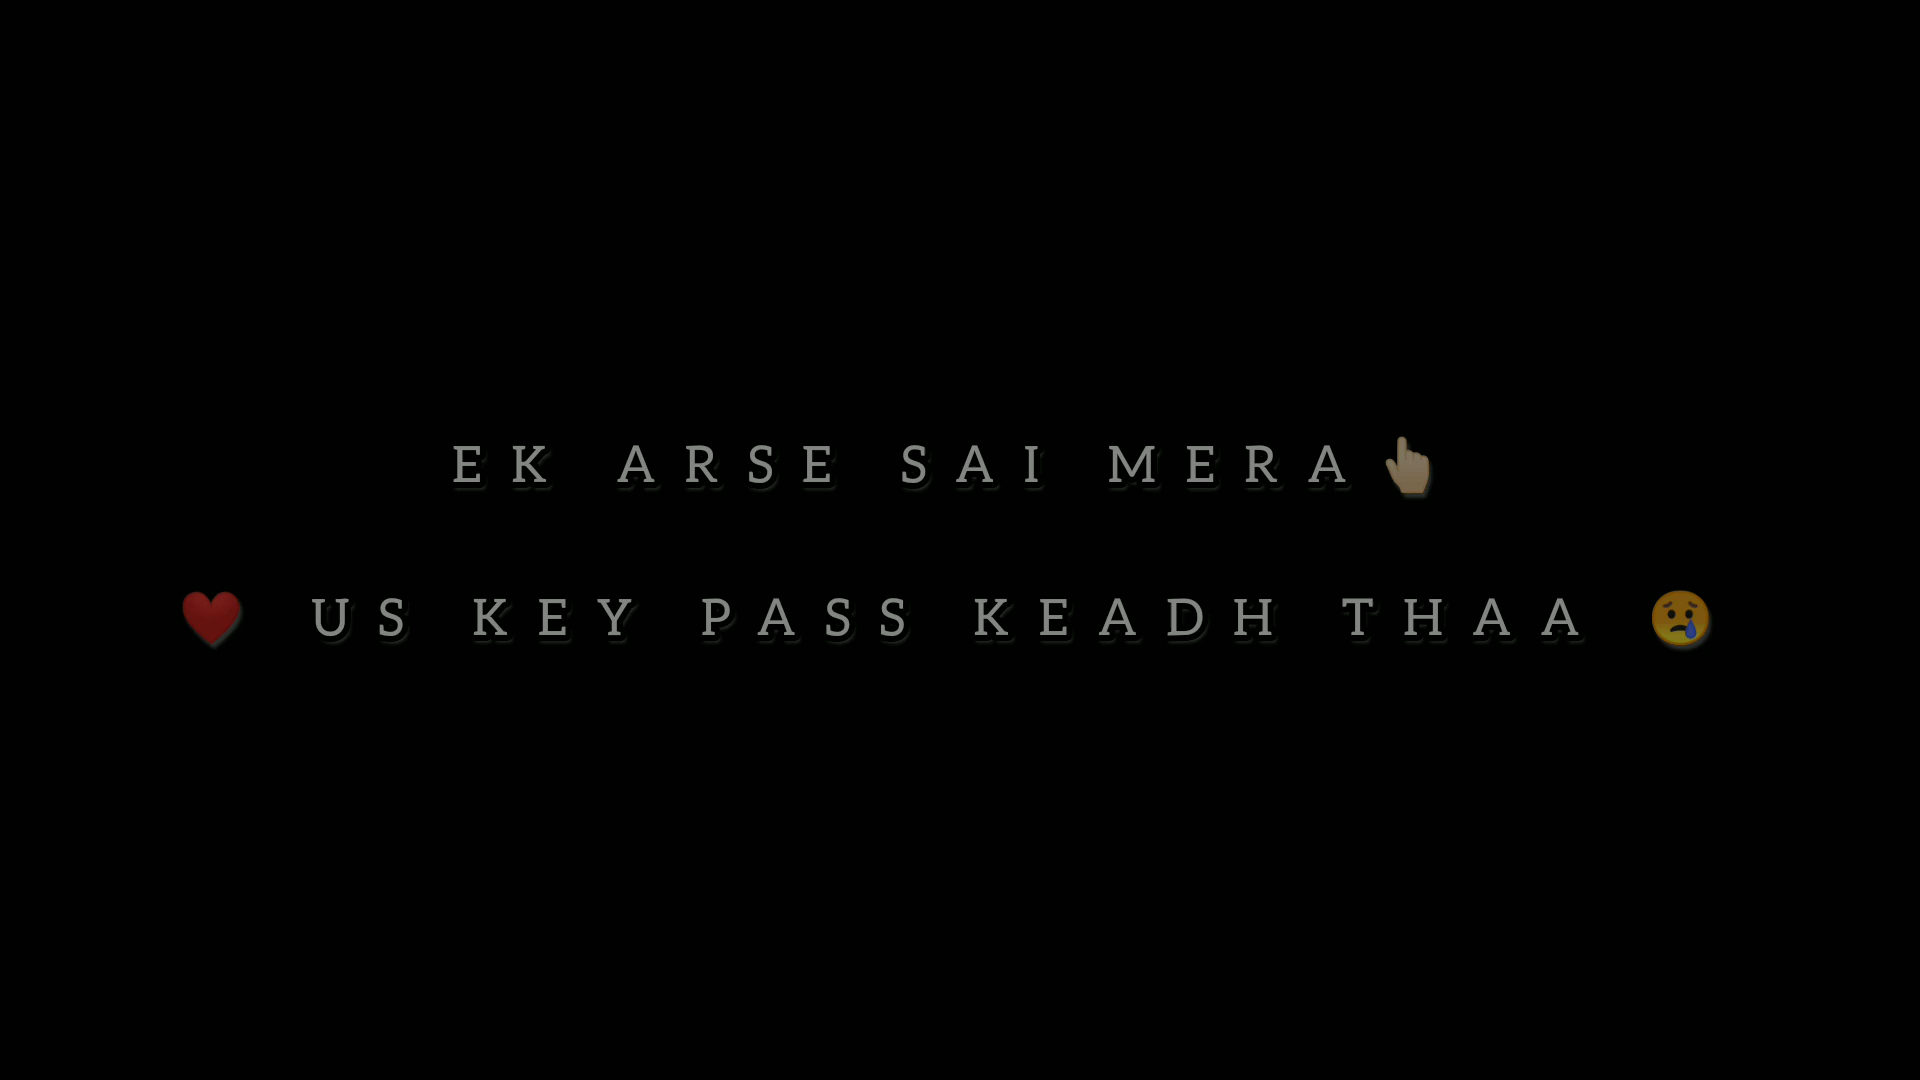 EK ARSE SAI MERA👆🏼
❤️ US KEY PASS KEADH THAA 😢